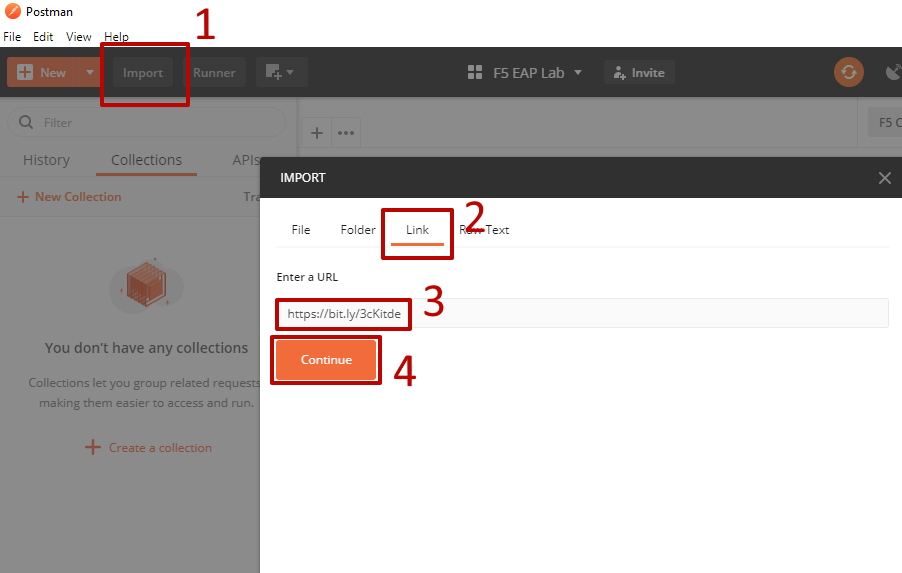 Postman
1
File Edit View Help
New Import Runner F5 EAP Lab Invite
Filter
F5 C
History Collections APIs
IMPORT
New Collection Tra
2
File Folder Link Raw Text
Enter a URL
3
https://bit.ly/3cKitde
You don't have any collections
Continue
4
Collections let you group related requests,
making them easier to access and run.
Create a collection